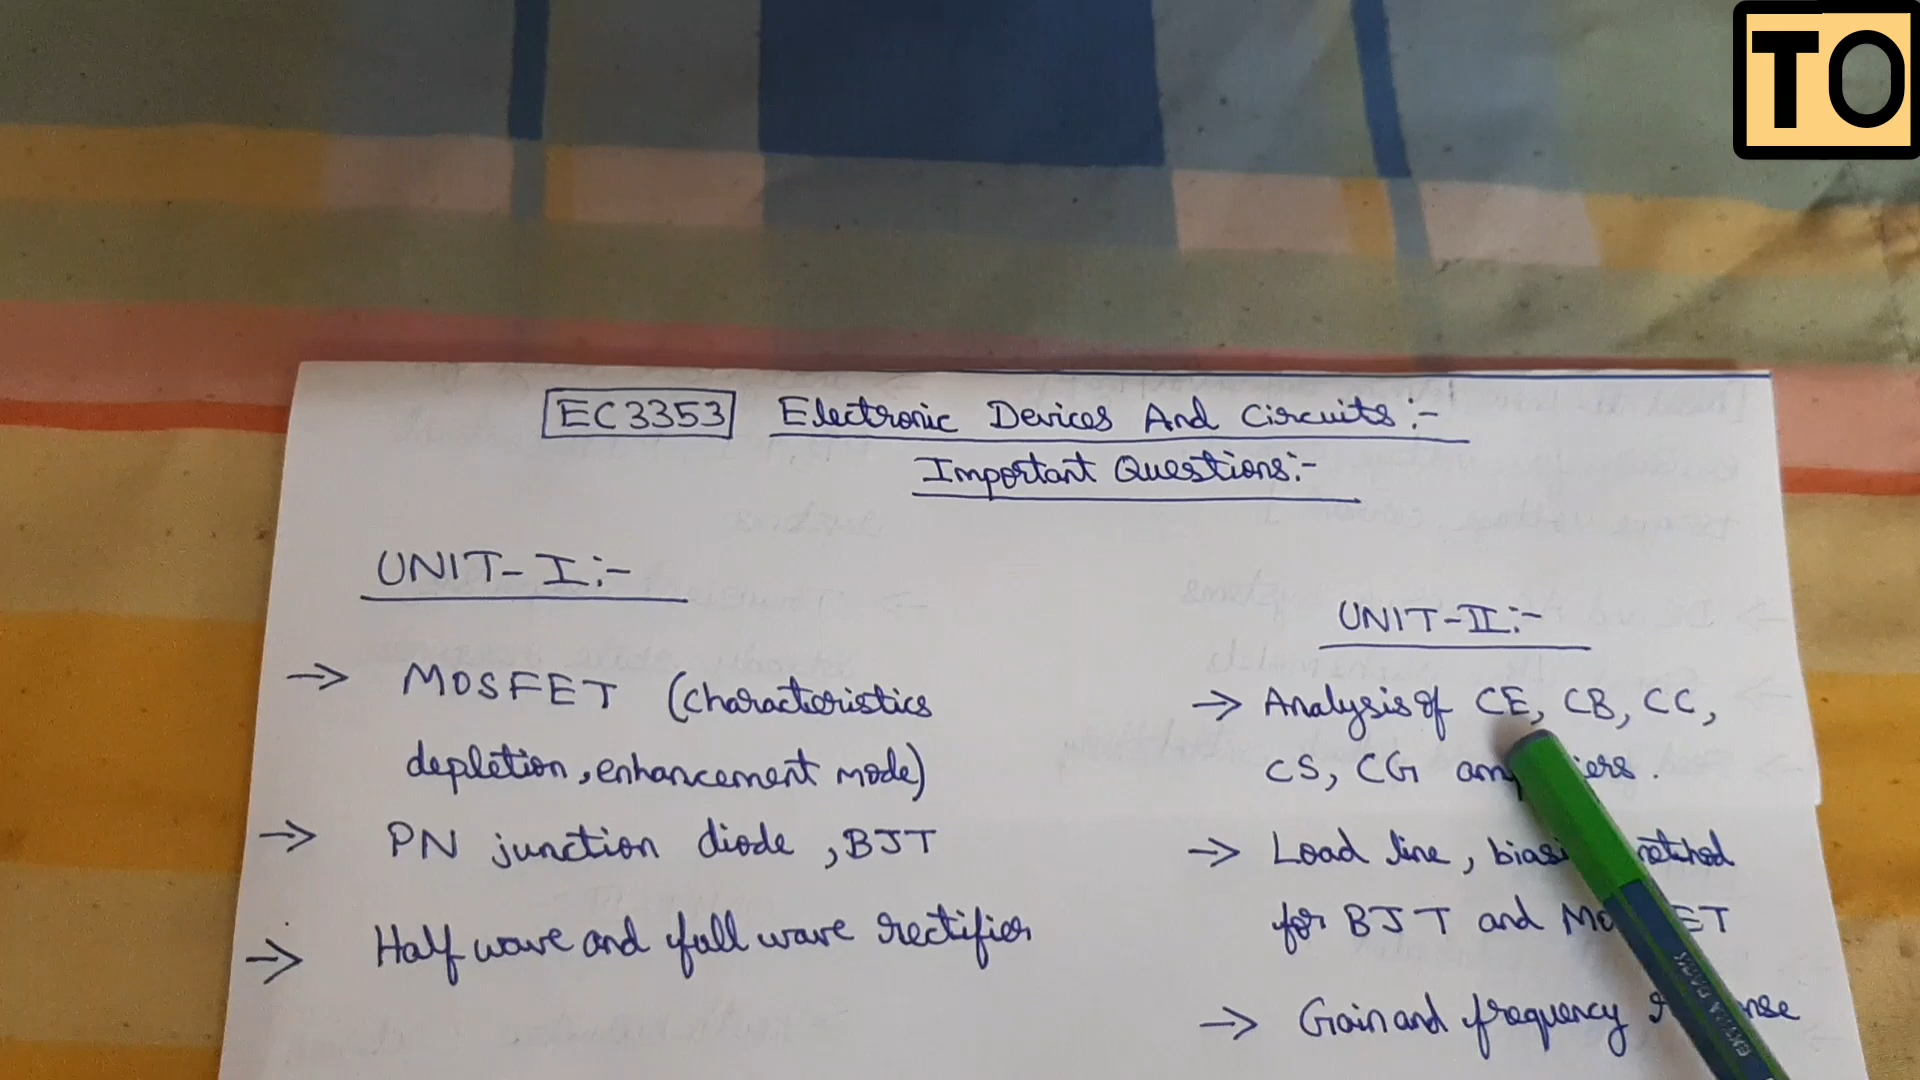 TO
EC3353 Electronic Devices And Circuits:-
Important Questions:-
UNIT-I:-
→ MOSFET (characteristics
depletion, enhancement mode)
→ PN junction diode, BJT
→ Half wave and full wave rectifier
UNIT-II:-
→ Analysis of CE, CB, CC,
CS, CG
→ Load line,
for BJT and
→ Gain and frequency